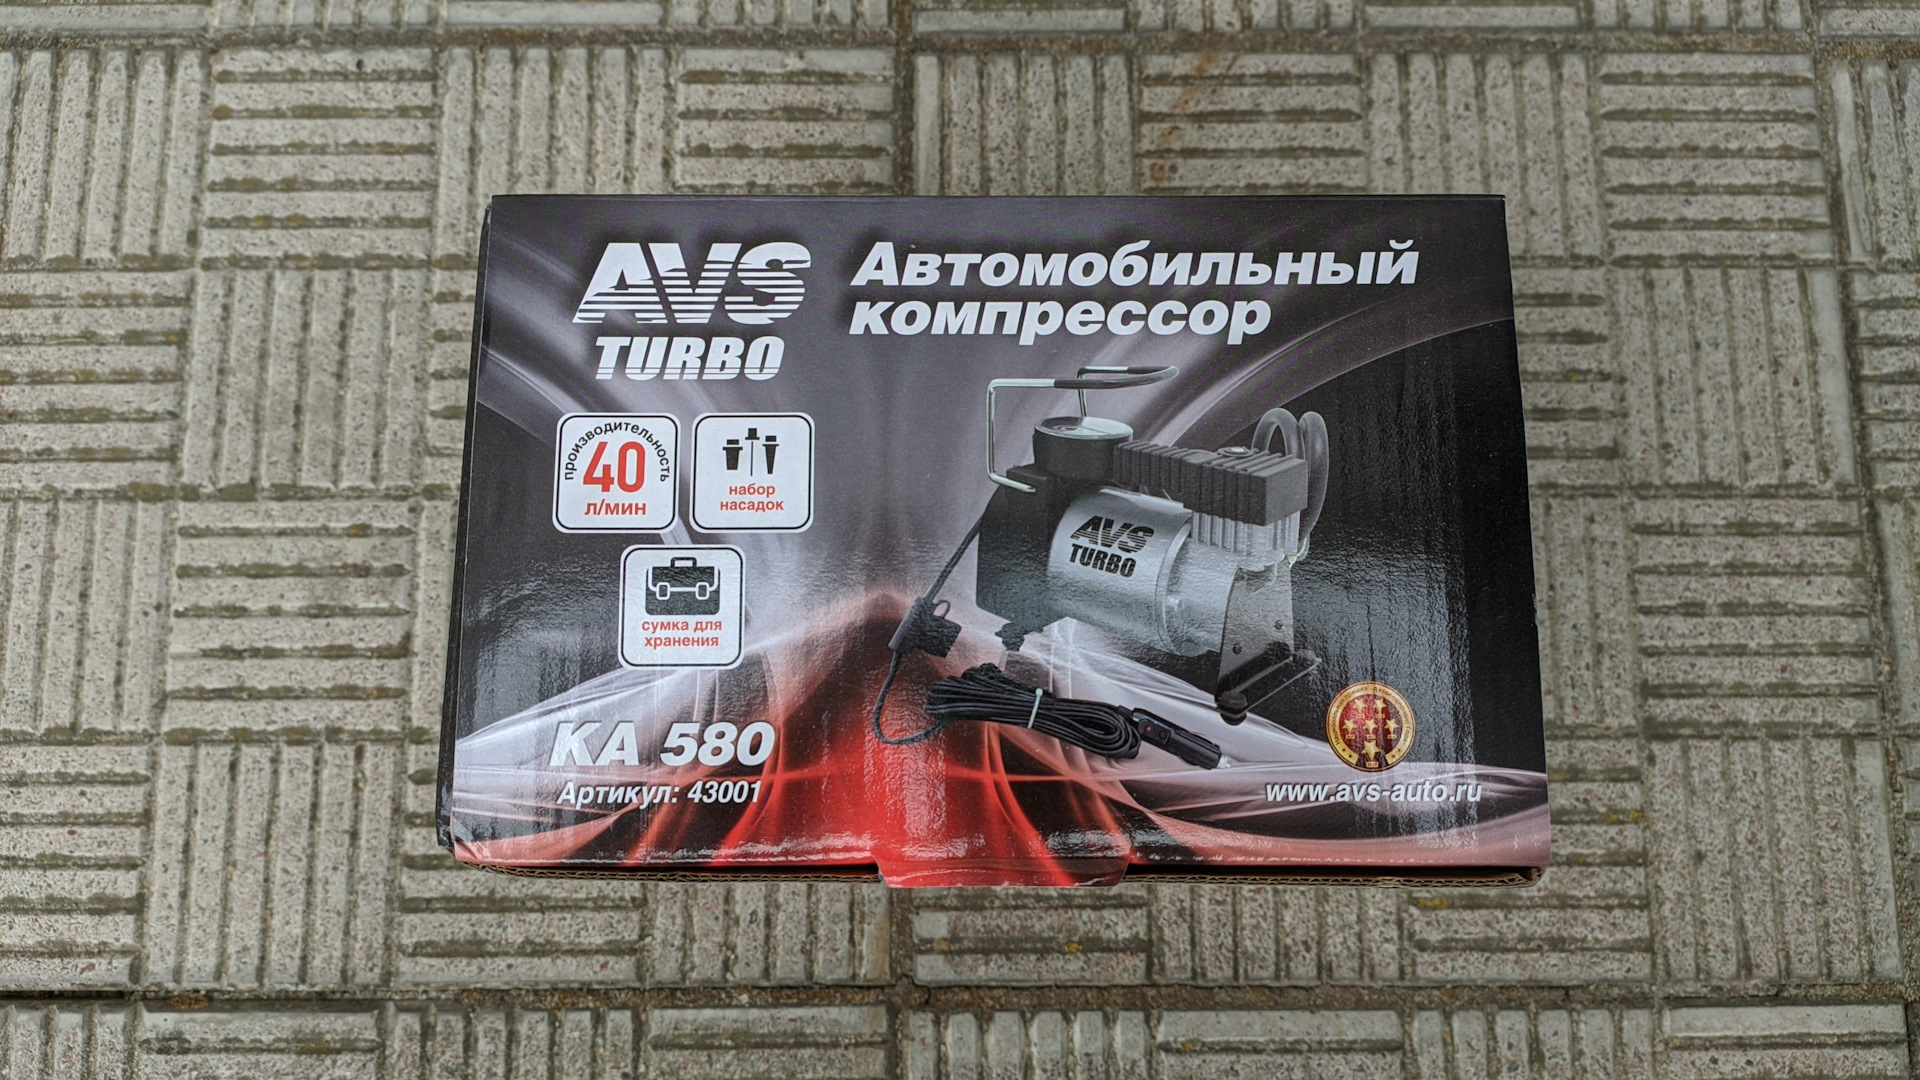 AVS
TURBO
Автомобильный
компрессор
производительность
40
л/мин
набор
насадок
сумка для
хранения
AVS
TURBO
KA 580
Артикул: 43001
www.avs-auto.ru